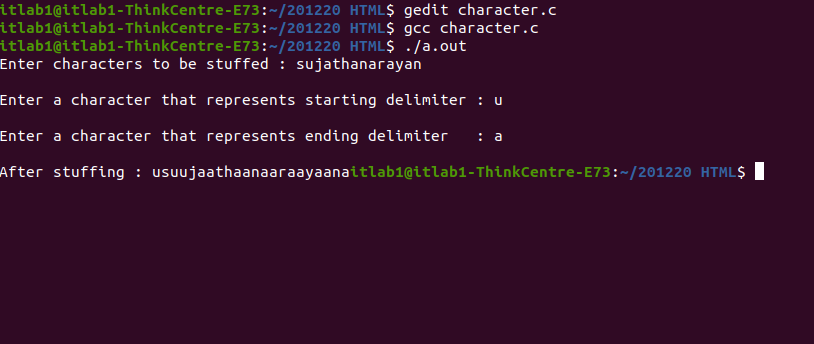 itlab1@itlab1-ThinkCentre-E73:~/201220 HTML$ gedit character.c
itlab1@itlab1-ThinkCentre-E73:~/201220 HTML$ gcc character.c
itlab1@itlab1-ThinkCentre-E73:~/201220 HTML$ ./a.out
Enter characters to be stuffed : sujathanarayan
Enter a character that represents starting delimiter : u
Enter a character that represents ending delimiter   : a
After stuffing : usuujaathaanaaraayaanaitlab1@itlab1-ThinkCentre-E73:~/201220 HTML$